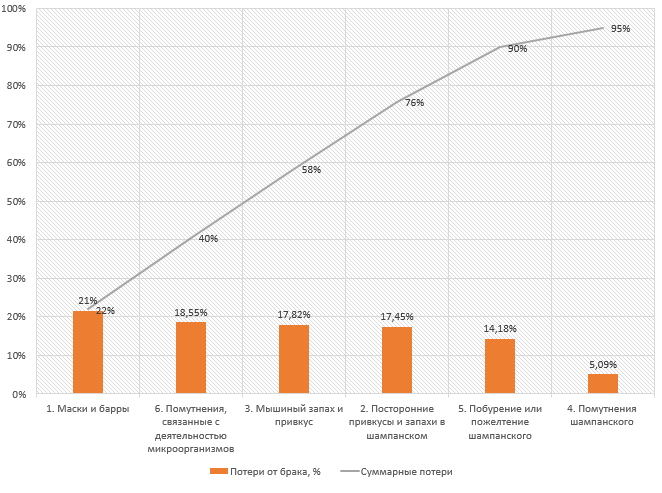 100%
90%
80%
70%
60%
50%
40%
30%
20%
10%
0%
95%
90%
76%
58%
40%
21%
22%
18,55%
17,82%
17,45%
14,18%
5,09%
1. Маски и барры
6. Помутнения,
связанные с
деятельностью
микроорганизмов
3. Мышиный запах и
привкус
2. Посторонние
привкусы и запахи в
шампанском
5. Побурение или
пожелтение
шампанского
4. Помутнения
шампанского
Потери от брака, %
Суммарные потери